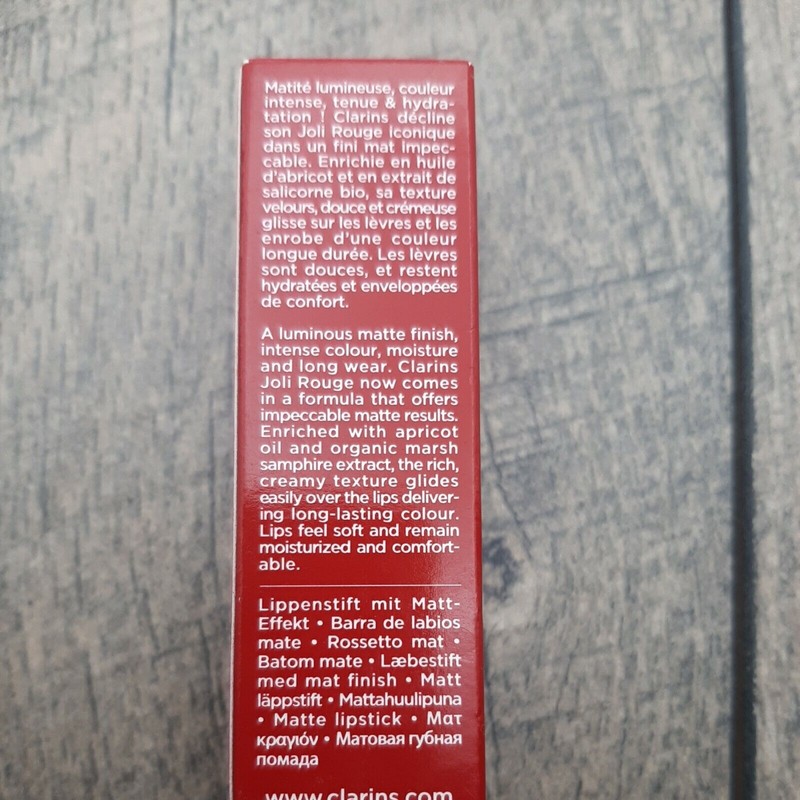 Matité lumineuse, couleur
intense, tenue & hydra-
tation ! Clarins décline
son Joli Rouge iconique
dans un fini mat impec-
cable. Enrichie en huile
d'abricot et en extrait de
salicorne bio, sa texture
velours, douce et crémeuse
glisse sur les lèvres et les
enrobe d'une couleur
longue durée. Les lèvres
sont douces, et restent
hydratées et enveloppées
de confort.
A luminous matte finish,
intense colour, moisture
and long wear. Clarins
Joli Rouge now comes
in a formula that offers
impeccable matte results.
Enriched with apricot
oil and organic marsh
samphire extract, the rich,
creamy texture glides
easily over the lips deliver-
ing long-lasting colour.
Lips feel soft and remain
moisturized and comfort-
able.
Lippenstift mit Matt-
Effekt • Barra de labios
mate • Rossetto mat •
Batom mate • Læbestift
med mat finish • Matt
läppstift • Mattahuulipuna
• Matte lipstick • Ματ
κραγιόν • Матовая губная
помада
www.clarins.com